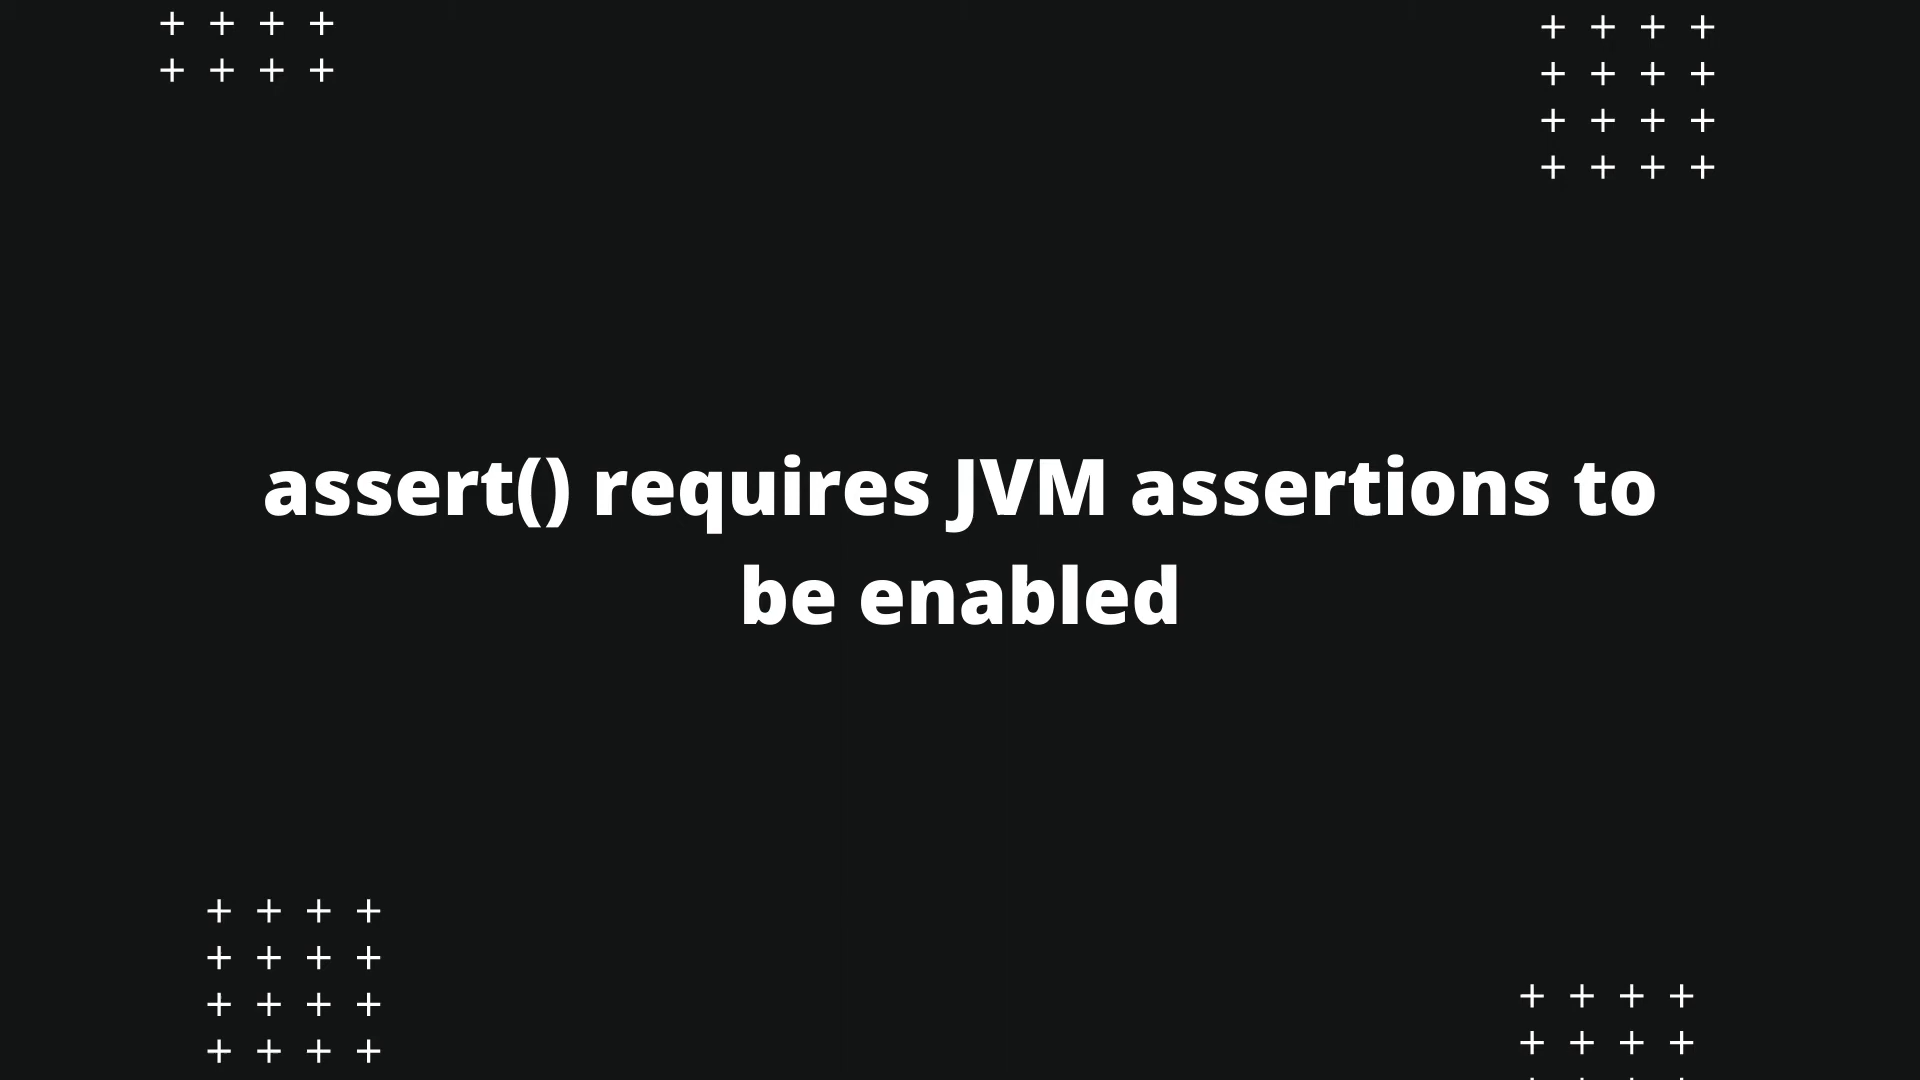 assert() requires JVM assertions to
be enabled